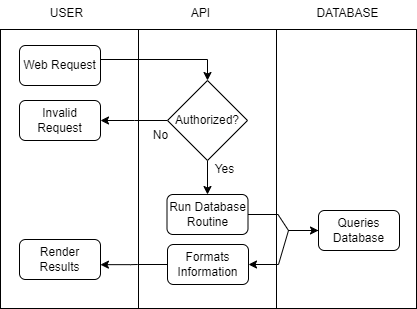 USER
API
DATABASE
Web Request
Authorized?
Invalid
Request
No
Yes
Run Database
Routine
Queries
Database
Render
Results
Formats
Information